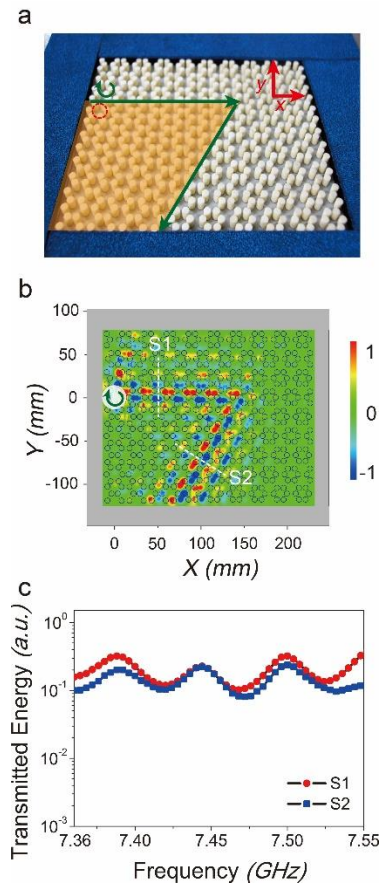 a
y
x
b
100
50
0
-50
-100
Y (mm)
S1
S2
1
0
-1
0 50 100 150 200
X (mm)
c
Transmitted Energy (a.u.)
10⁰
10⁻¹
10⁻²
10⁻³
S1
S2
7.36 7.40 7.45 7.50 7.55
Frequency (GHz)